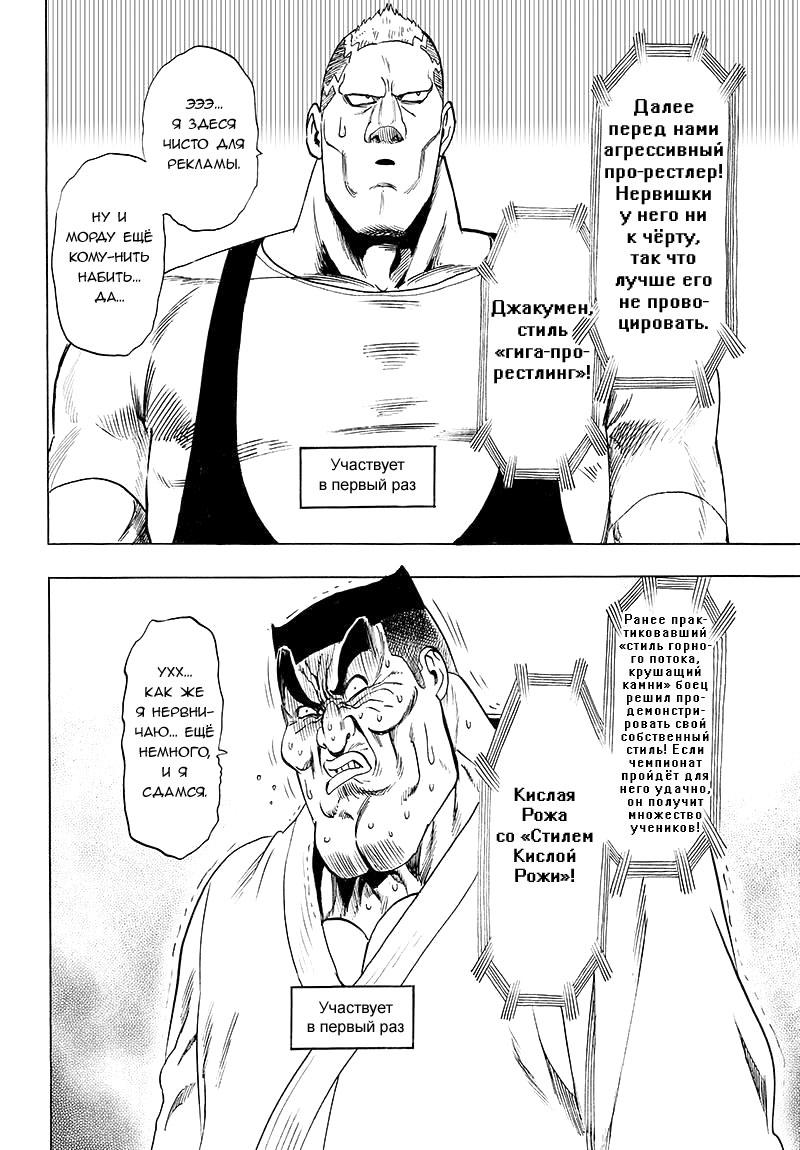 Далее
перед нами
агрессивный
про-рестлер!
Нервишки
у него ни
к чёрту,
так что
лучше его
не прово-
цировать.
Джакумен,
стиль
«гига-про-
рестлинг»!
ЭЭЭ...
Я ЗДЕСЯ
ЧИСТО ДЛЯ
РЕКЛАМЫ.
НУ И
МОРДУ ЕЩЁ
КОМУ-НИТЬ
НАБИТЬ...
ДА...
Участвует
в первый раз
Ранее прак-
тиковавший
«стиль горно-
го потока,
крушащий
камни» боец
решил про-
демонстри-
ровать свой
собственный
стиль! Если
чемпионат
пройдёт для
него удачно,
он получит
множество
учеников!
Кислая
Рожа
со «Стилем
Кислой
Рожи»!
УХХ...
КАК ЖЕ
Я НЕРВНИ-
ЧАЮ... ЕЩЁ
НЕМНОГО,
И Я
СДАМСЯ.
Участвует
в первый раз